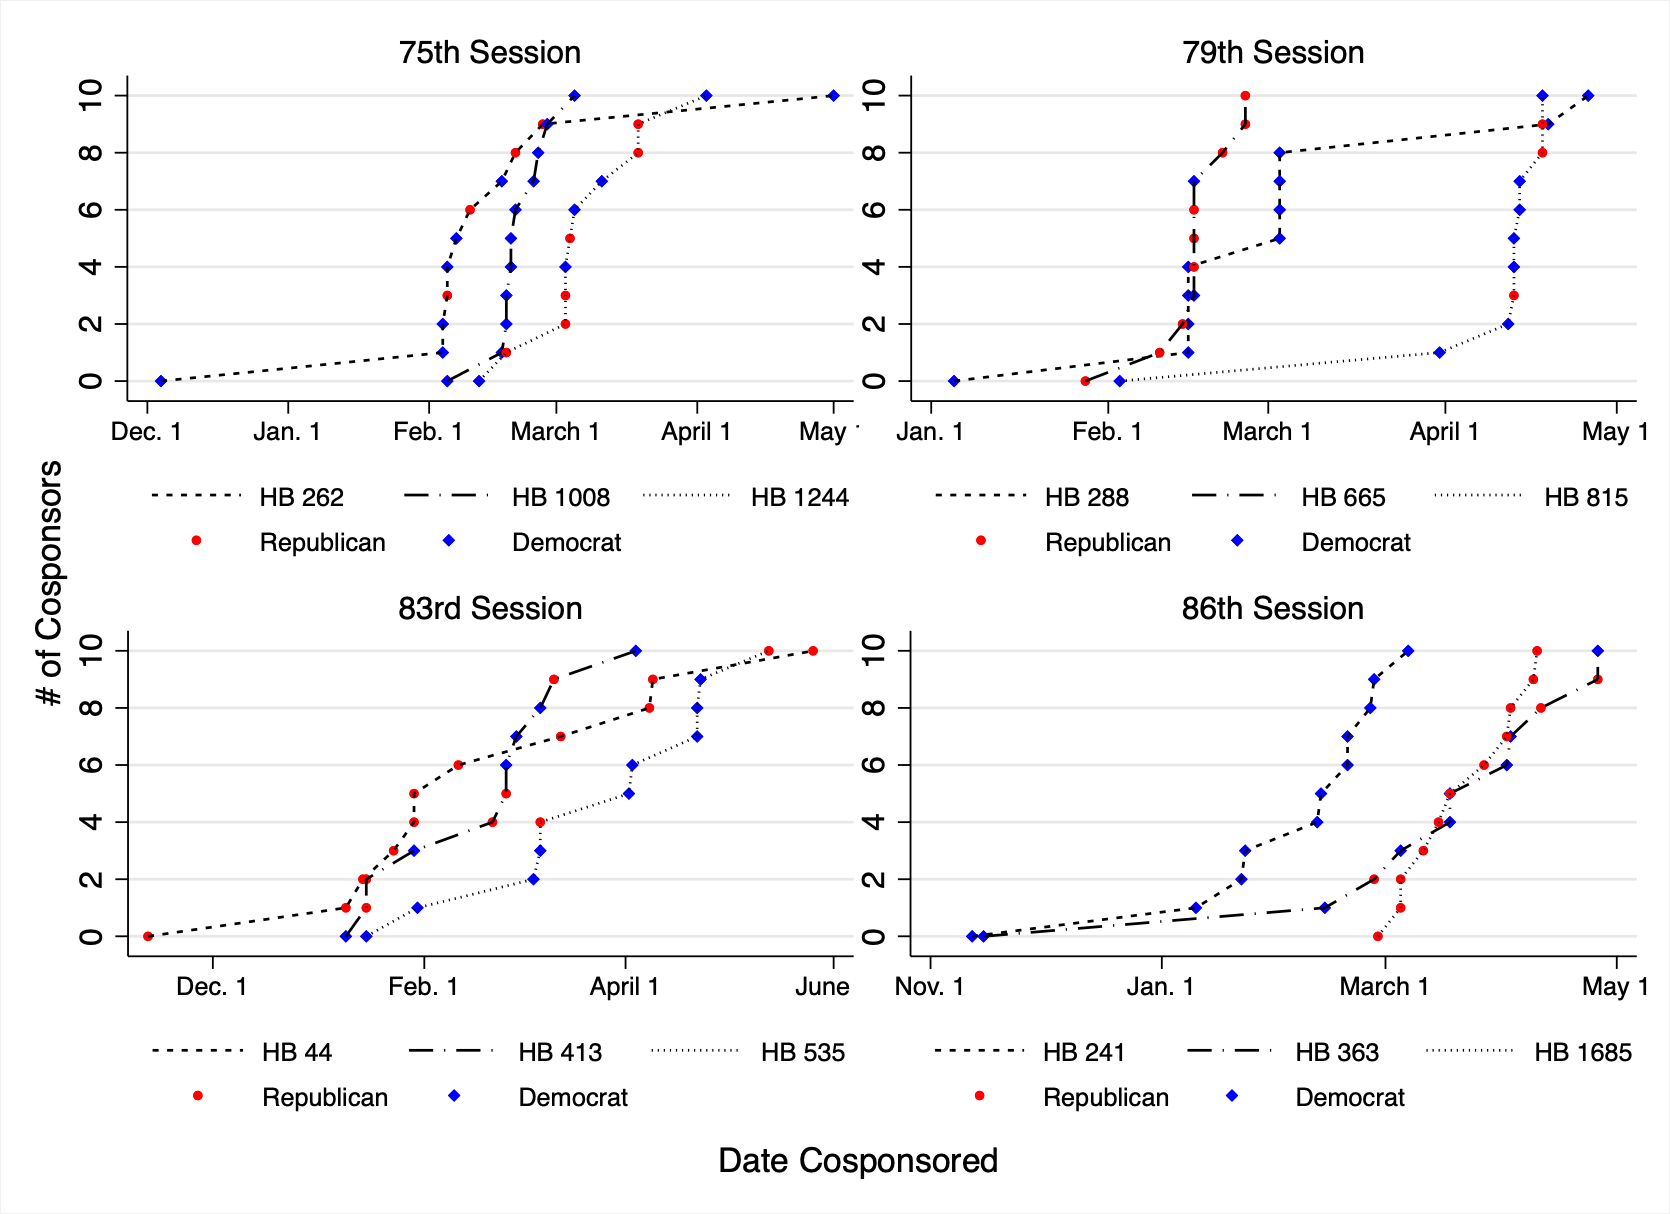 75th Session
10
8
6
4
2
0
Dec. 1 Jan. 1 Feb. 1 March 1 April 1 May
HB 262 HB 1008 HB 1244
Republican Democrat
79th Session
10
8
6
4
2
0
Jan. 1 Feb. 1 March 1 April 1 May 1
HB 288 HB 665 HB 815
Republican Democrat
# of Cosponsors
83rd Session
10
8
6
4
2
0
Dec. 1 Feb. 1 April 1 June
HB 44 HB 413 HB 535
Republican Democrat
86th Session
10
8
6
4
2
0
Nov. 1 Jan. 1 March 1 May 1
HB 241 HB 363 HB 1685
Republican Democrat
Date Cosponsored